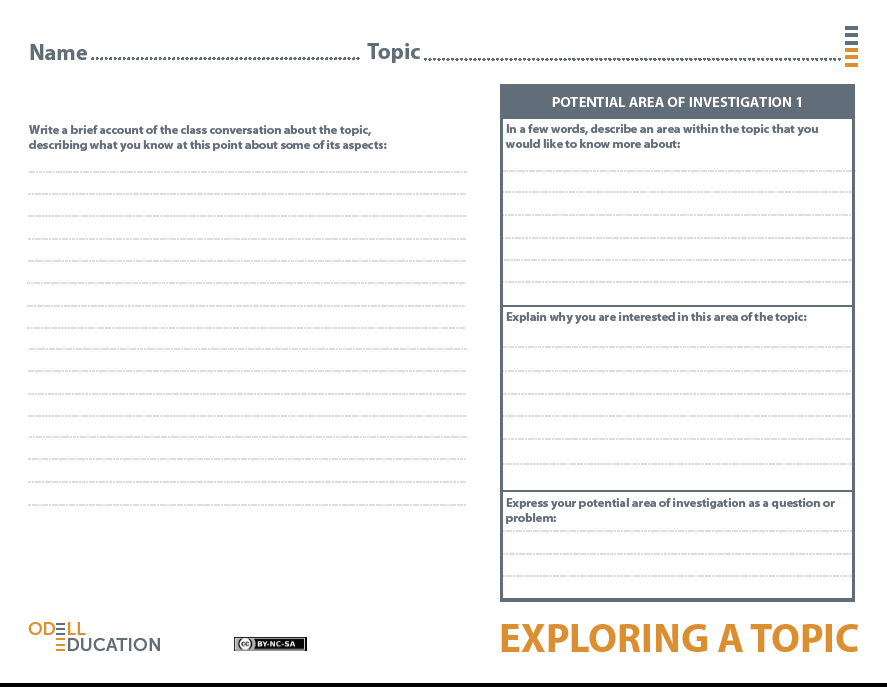 Name Topic
Write a brief account of the class conversation about the topic,
describing what you know at this point about some of its aspects:
POTENTIAL AREA OF INVESTIGATION 1
In a few words, describe an area within the topic that you
would like to know more about:
Explain why you are interested in this area of the topic:
Express your potential area of investigation as a question or
problem:
ODELL
EDUCATION
cc BY-NC-SA
EXPLORING A TOPIC